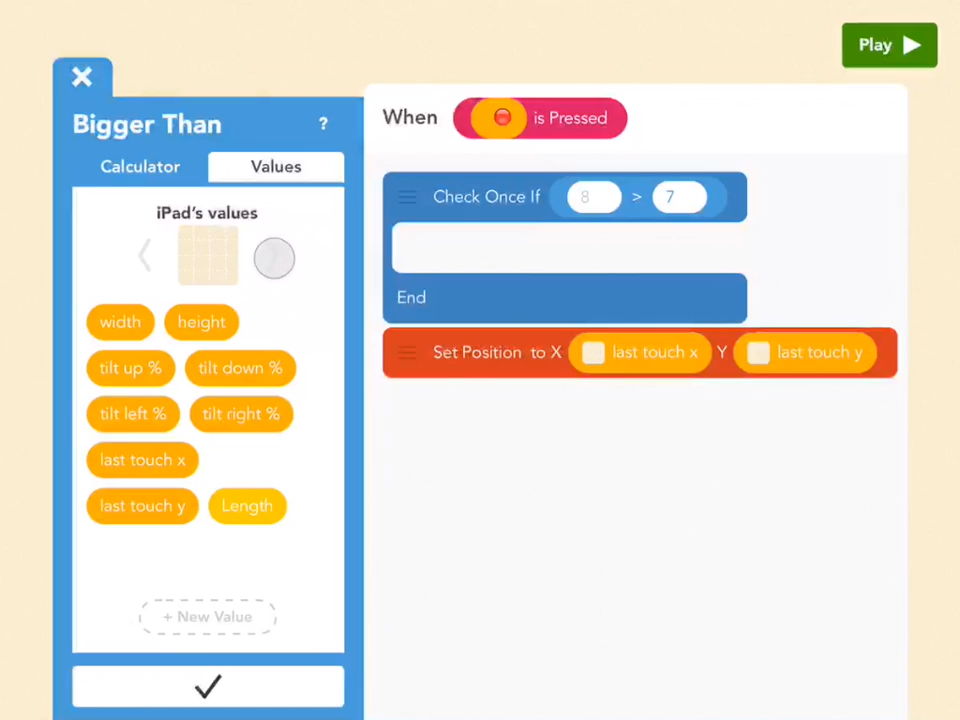 Play
Bigger Than ?
Calculator Values
iPad's values
width height
tilt up % tilt down %
tilt left % tilt right %
last touch x
last touch y Length
+ New Value
When is Pressed
Check Once If 8 > 7
End
Set Position to X last touch x Y last touch y